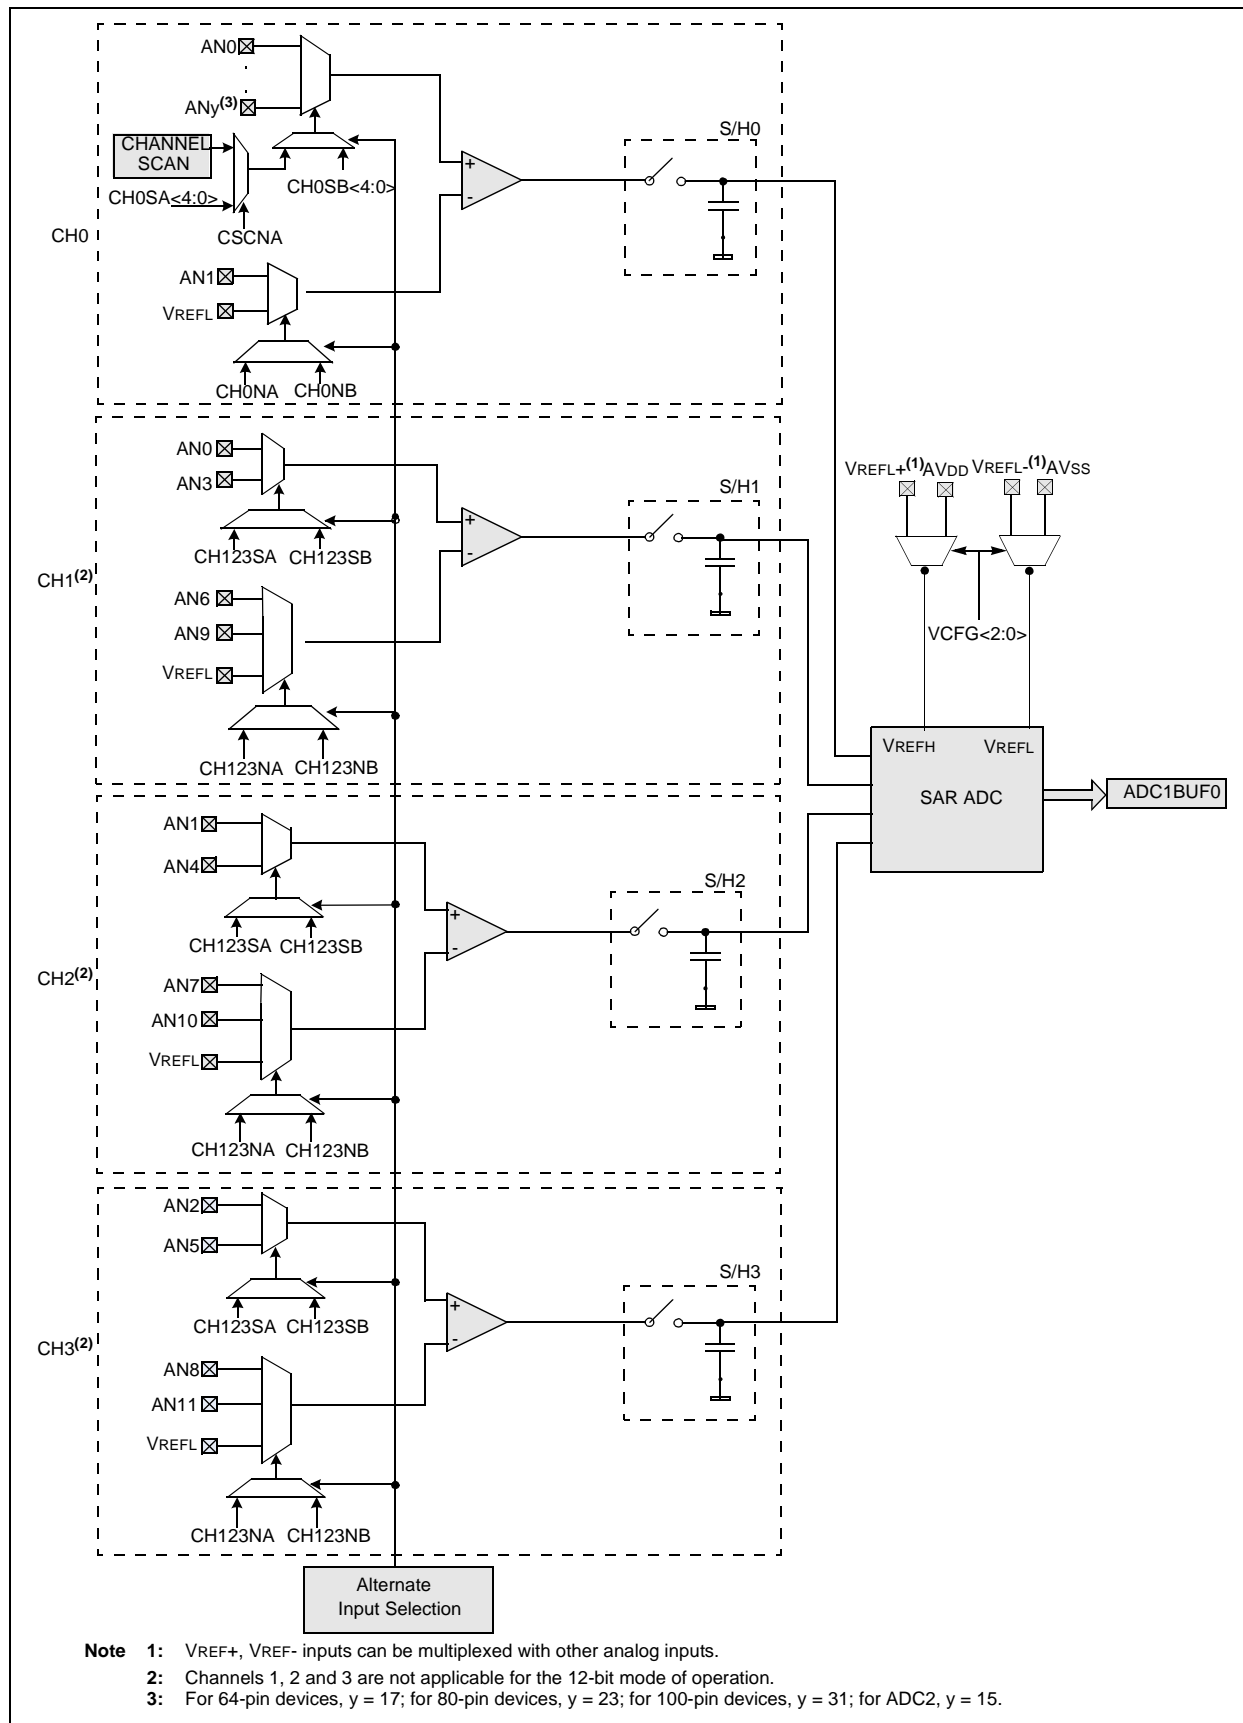 AN0
ANy(3)
CHANNEL
SCAN
CH0SA<4:0>
CH0SB<4:0>
CSCNA
CH0
+
-
S/H0
AN1
VREFL
CH0NA CH0NB
AN0
AN3
CH123SA CH123SB
CH1(2)
+
-
S/H1
AN6
AN9
VREFL
CH123NA CH123NB
VREFL+(1) AVDD VREFL-(1) AVSS
VCFG<2:0>
VREFH VREFL
SAR ADC
ADC1BUF0
AN1
AN4
CH123SA CH123SB
CH2(2)
+
-
S/H2
AN7
AN10
VREFL
CH123NA CH123NB
AN2
AN5
CH123SA CH123SB
CH3(2)
+
-
S/H3
AN8
AN11
VREFL
CH123NA CH123NB
Alternate
Input Selection
Note 1: VREF+, VREF- inputs can be multiplexed with other analog inputs.
2: Channels 1, 2 and 3 are not applicable for the 12-bit mode of operation.
3: For 64-pin devices, y = 17; for 80-pin devices, y = 23; for 100-pin devices, y = 31; for ADC2, y = 15.